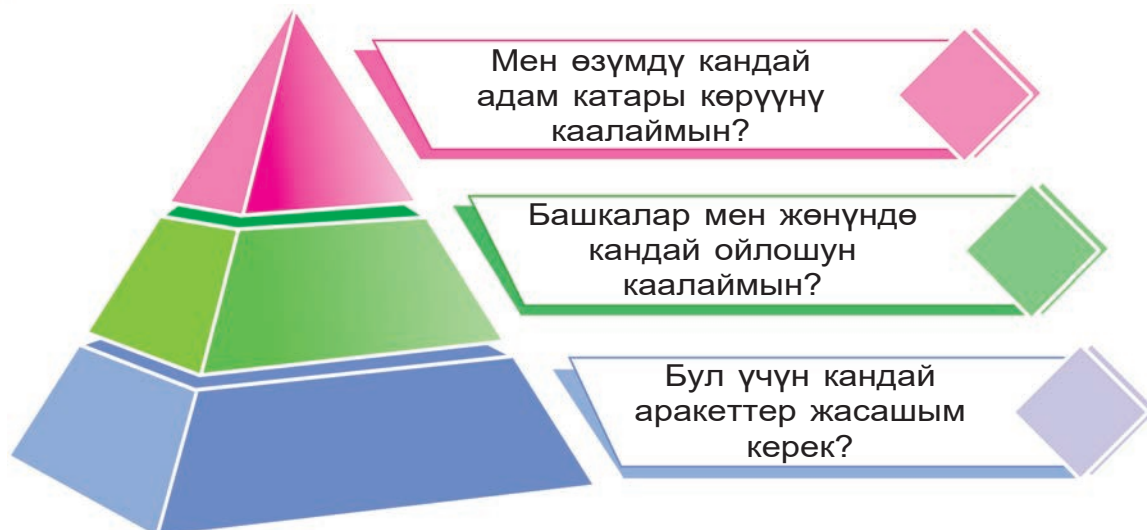 Мен өзүмдү кандай
адам катары көрүүнү
каалаймын?
Башкалар мен жөнүндө
кандай ойлошун
каалаймын?
Бул үчүн кандай
аракеттер жасашым
керек?